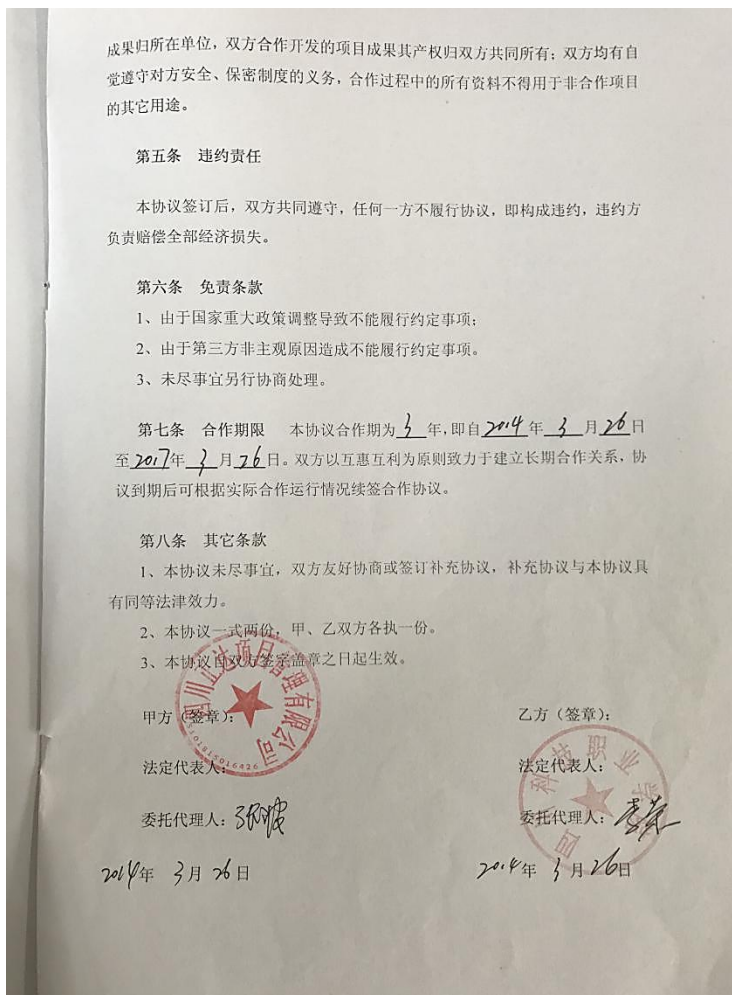 成果归所在单位，双方合作开发的项目成果其产权归双方共同所有；双方均有自
觉遵守对方安全、保密制度的义务，合作过程中的所有资料不得用于非合作项目
的其它用途。
第五条 违约责任
本协议签订后，双方共同遵守，任何一方不履行协议，即构成违约，违约方
负责赔偿全部经济损失。
第六条 免责条款
1、由于国家重大政策调整导致不能履行约定事项；
2、由于第三方非主观原因造成不能履行约定事项。
3、未尽事宜另行协商处理。
第七条 合作期限 本协议合作期为3年，即自2014年3月26日
至2017年3月26日。双方以互惠互利为原则致力于建立长期合作关系，协
议到期后可根据实际合作运行情况续签合作协议。
第八条 其它条款
1、本协议未尽事宜，双方友好协商或签订补充协议，补充协议与本协议具
有同等法津效力。
2、本协议一式两份，甲、乙双方各执一份。
3、本协议自双方签字盖章之日起生效。
四川正达项目管理有限公司
甲方（签章）： 乙方（签章）：
四川科技职业学
法定代表人： 法定代表人：
委托代理人： 委托代理人：
2014年 3月 26日 2014年 3月 26日